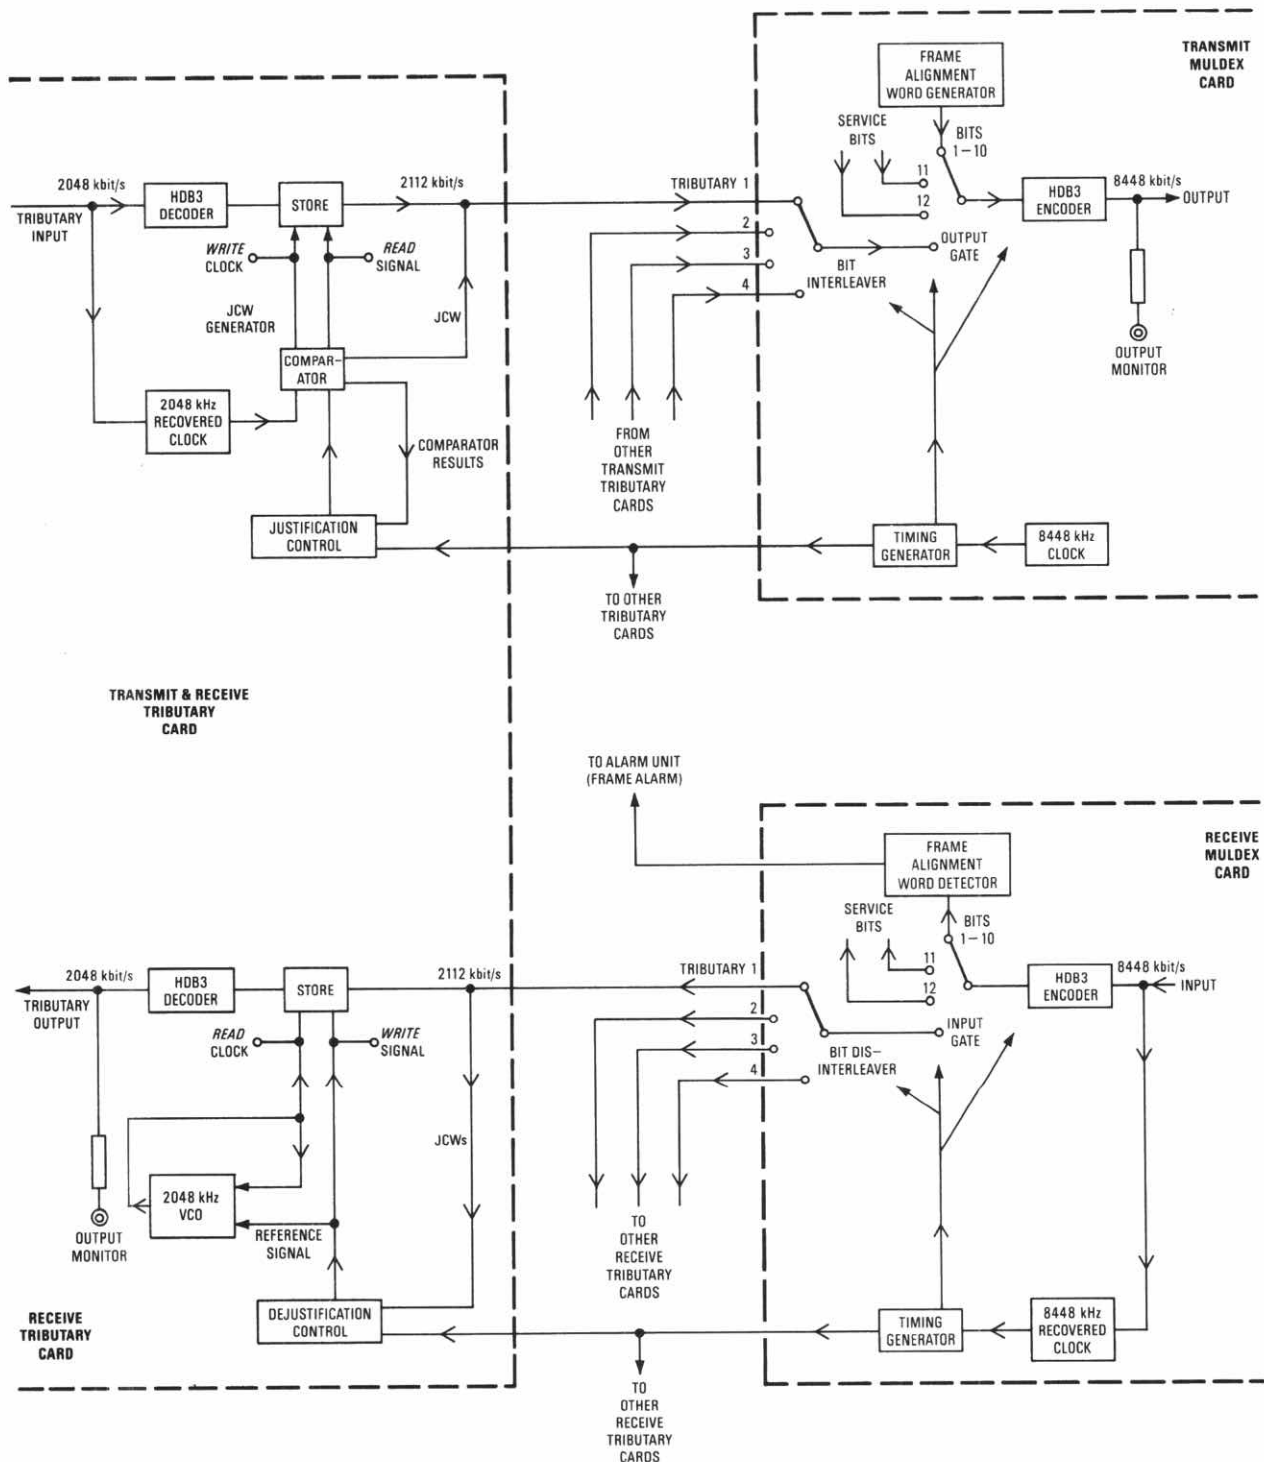 TRANSMIT
MULDEX
CARD
FRAME
ALIGNMENT
WORD GENERATOR
SERVICE
BITS
BITS
1–10
11
12
2048 kbit/s
TRIBUTARY
INPUT
HDB3
DECODER
STORE
2112 kbit/s
TRIBUTARY 1
2
3
4
HDB3
ENCODER
8448 kbit/s
OUTPUT
WRITE
CLOCK
READ
SIGNAL
OUTPUT
GATE
BIT
INTERLEAVER
JCW
GENERATOR
JCW
COMPAR–
ATOR
OUTPUT
MONITOR
2048 kHz
RECOVERED
CLOCK
COMPARATOR
RESULTS
FROM
OTHER
TRANSMIT
TRIBUTARY
CARDS
JUSTIFICATION
CONTROL
TIMING
GENERATOR
8448 kHz
CLOCK
TO OTHER
TRIBUTARY
CARDS
TRANSMIT & RECEIVE
TRIBUTARY
CARD
TO ALARM UNIT
(FRAME ALARM)
RECEIVE
MULDEX
CARD
FRAME
ALIGNMENT
WORD DETECTOR
SERVICE
BITS
BITS
1–10
11
12
2048 kbit/s
TRIBUTARY
OUTPUT
HDB3
DECODER
STORE
2112 kbit/s
TRIBUTARY 1
2
3
4
HDB3
ENCODER
8448 kbit/s
INPUT
READ
CLOCK
WRITE
SIGNAL
INPUT
GATE
BIT DIS–
INTERLEAVER
JCWs
2048 kHz
VCO
REFERENCE
SIGNAL
OUTPUT
MONITOR
TO
OTHER
RECEIVE
TRIBUTARY
CARDS
RECEIVE
TRIBUTARY
CARD
DEJUSTIFICATION
CONTROL
TIMING
GENERATOR
8448 kHz
RECOVERED
CLOCK
TO
OTHER
RECEIVE
TRIBUTARY
CARDS